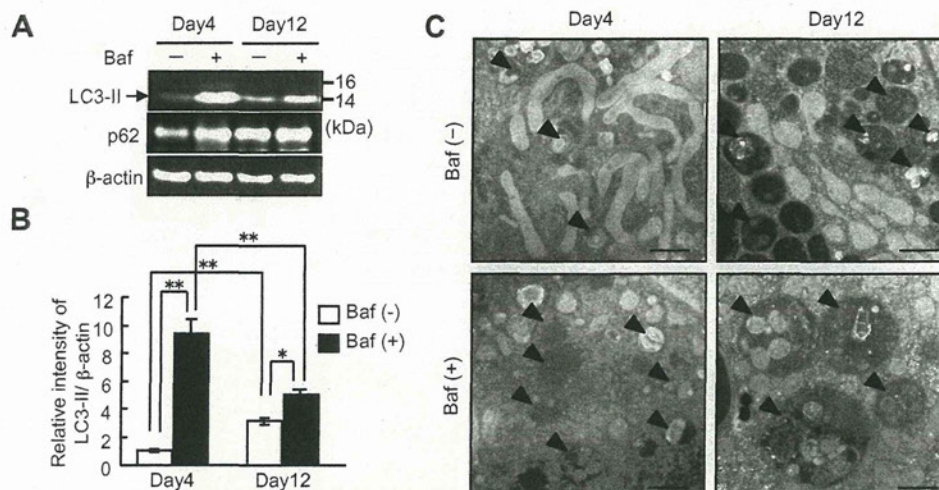 A
Day4 Day12
Baf — + — +
LC3-II
16
14
p62
(kDa)
β-actin
B
Relative intensity of
LC3-II/ β-actin
12
10
8
6
4
2
0
**
**
**
*
Baf (-)
Baf (+)
Day4 Day12
C
Day4 Day12
Baf (-)
Baf (+)